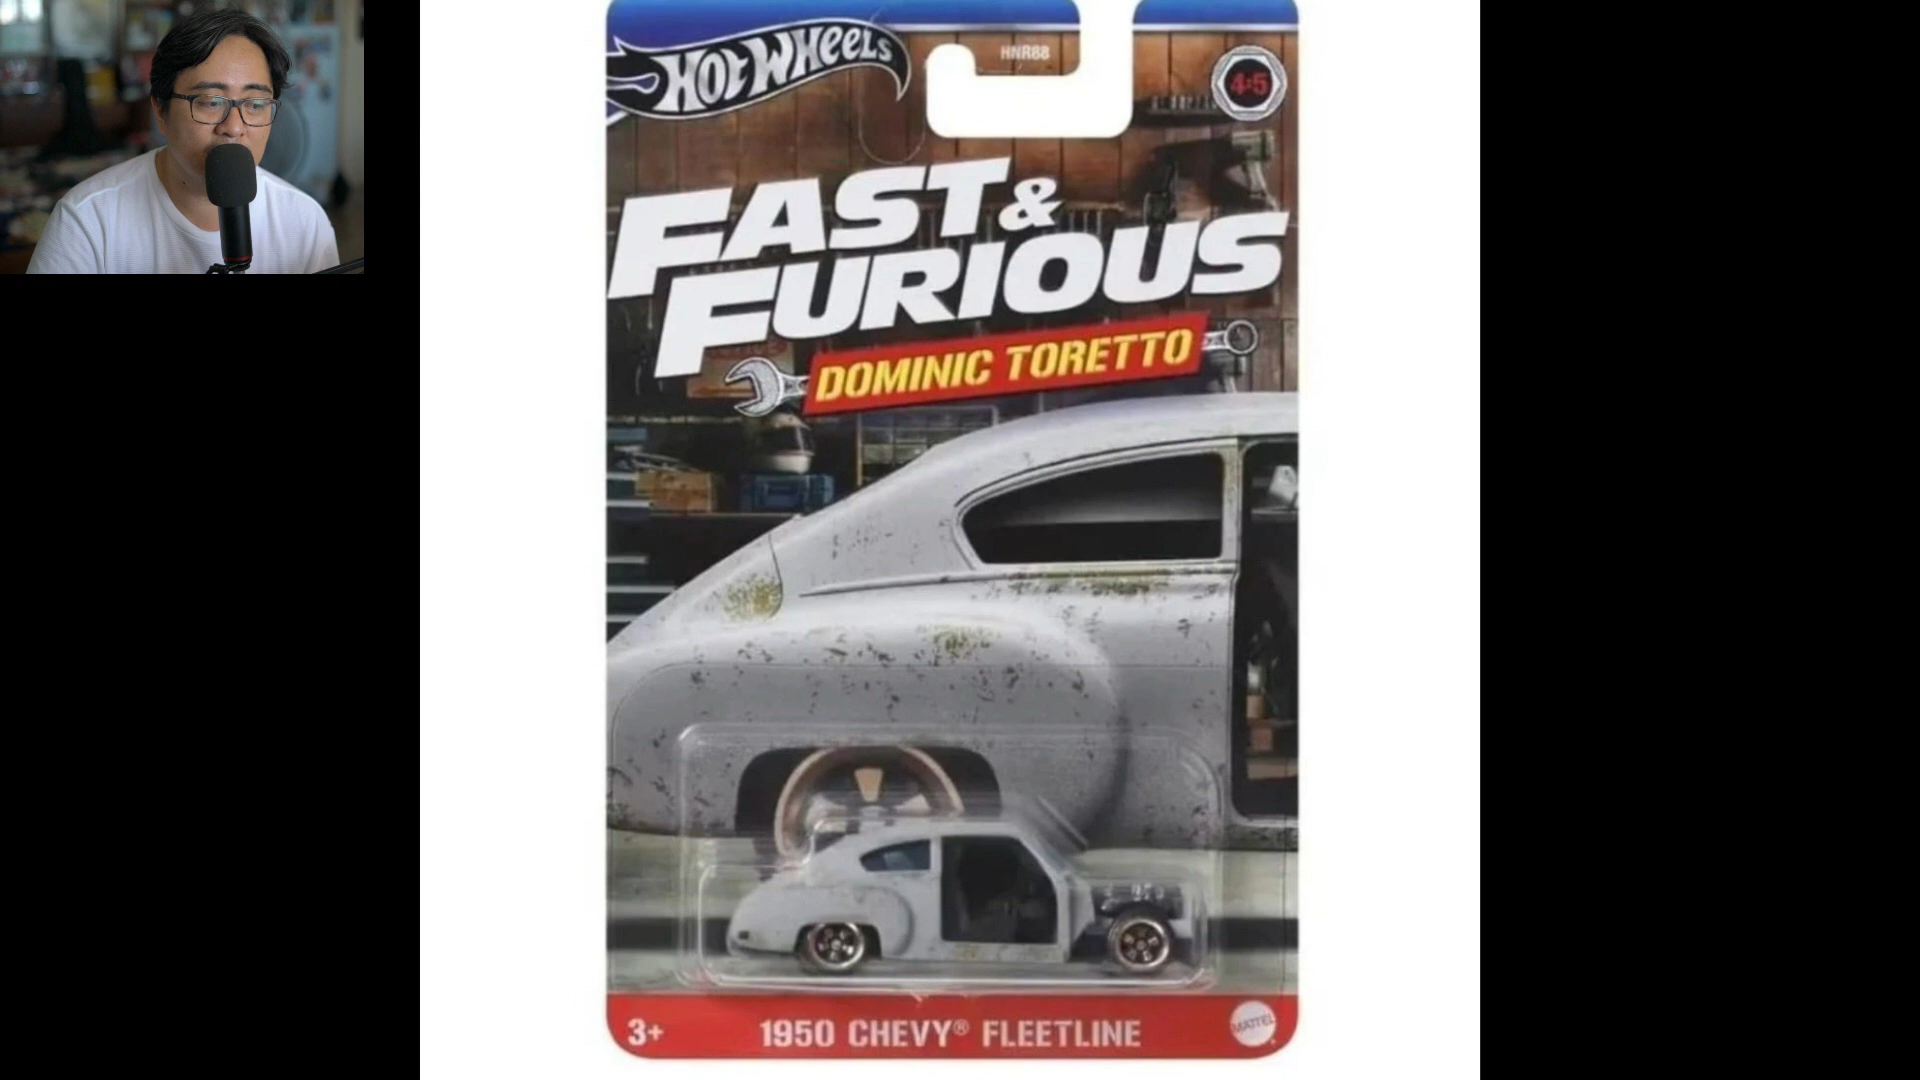 HOT WHEELS
HNR88
4:5
FAST &
FURIOUS
DOMINIC TORETTO
3+
1950 CHEVY® FLEETLINE
MATTEL